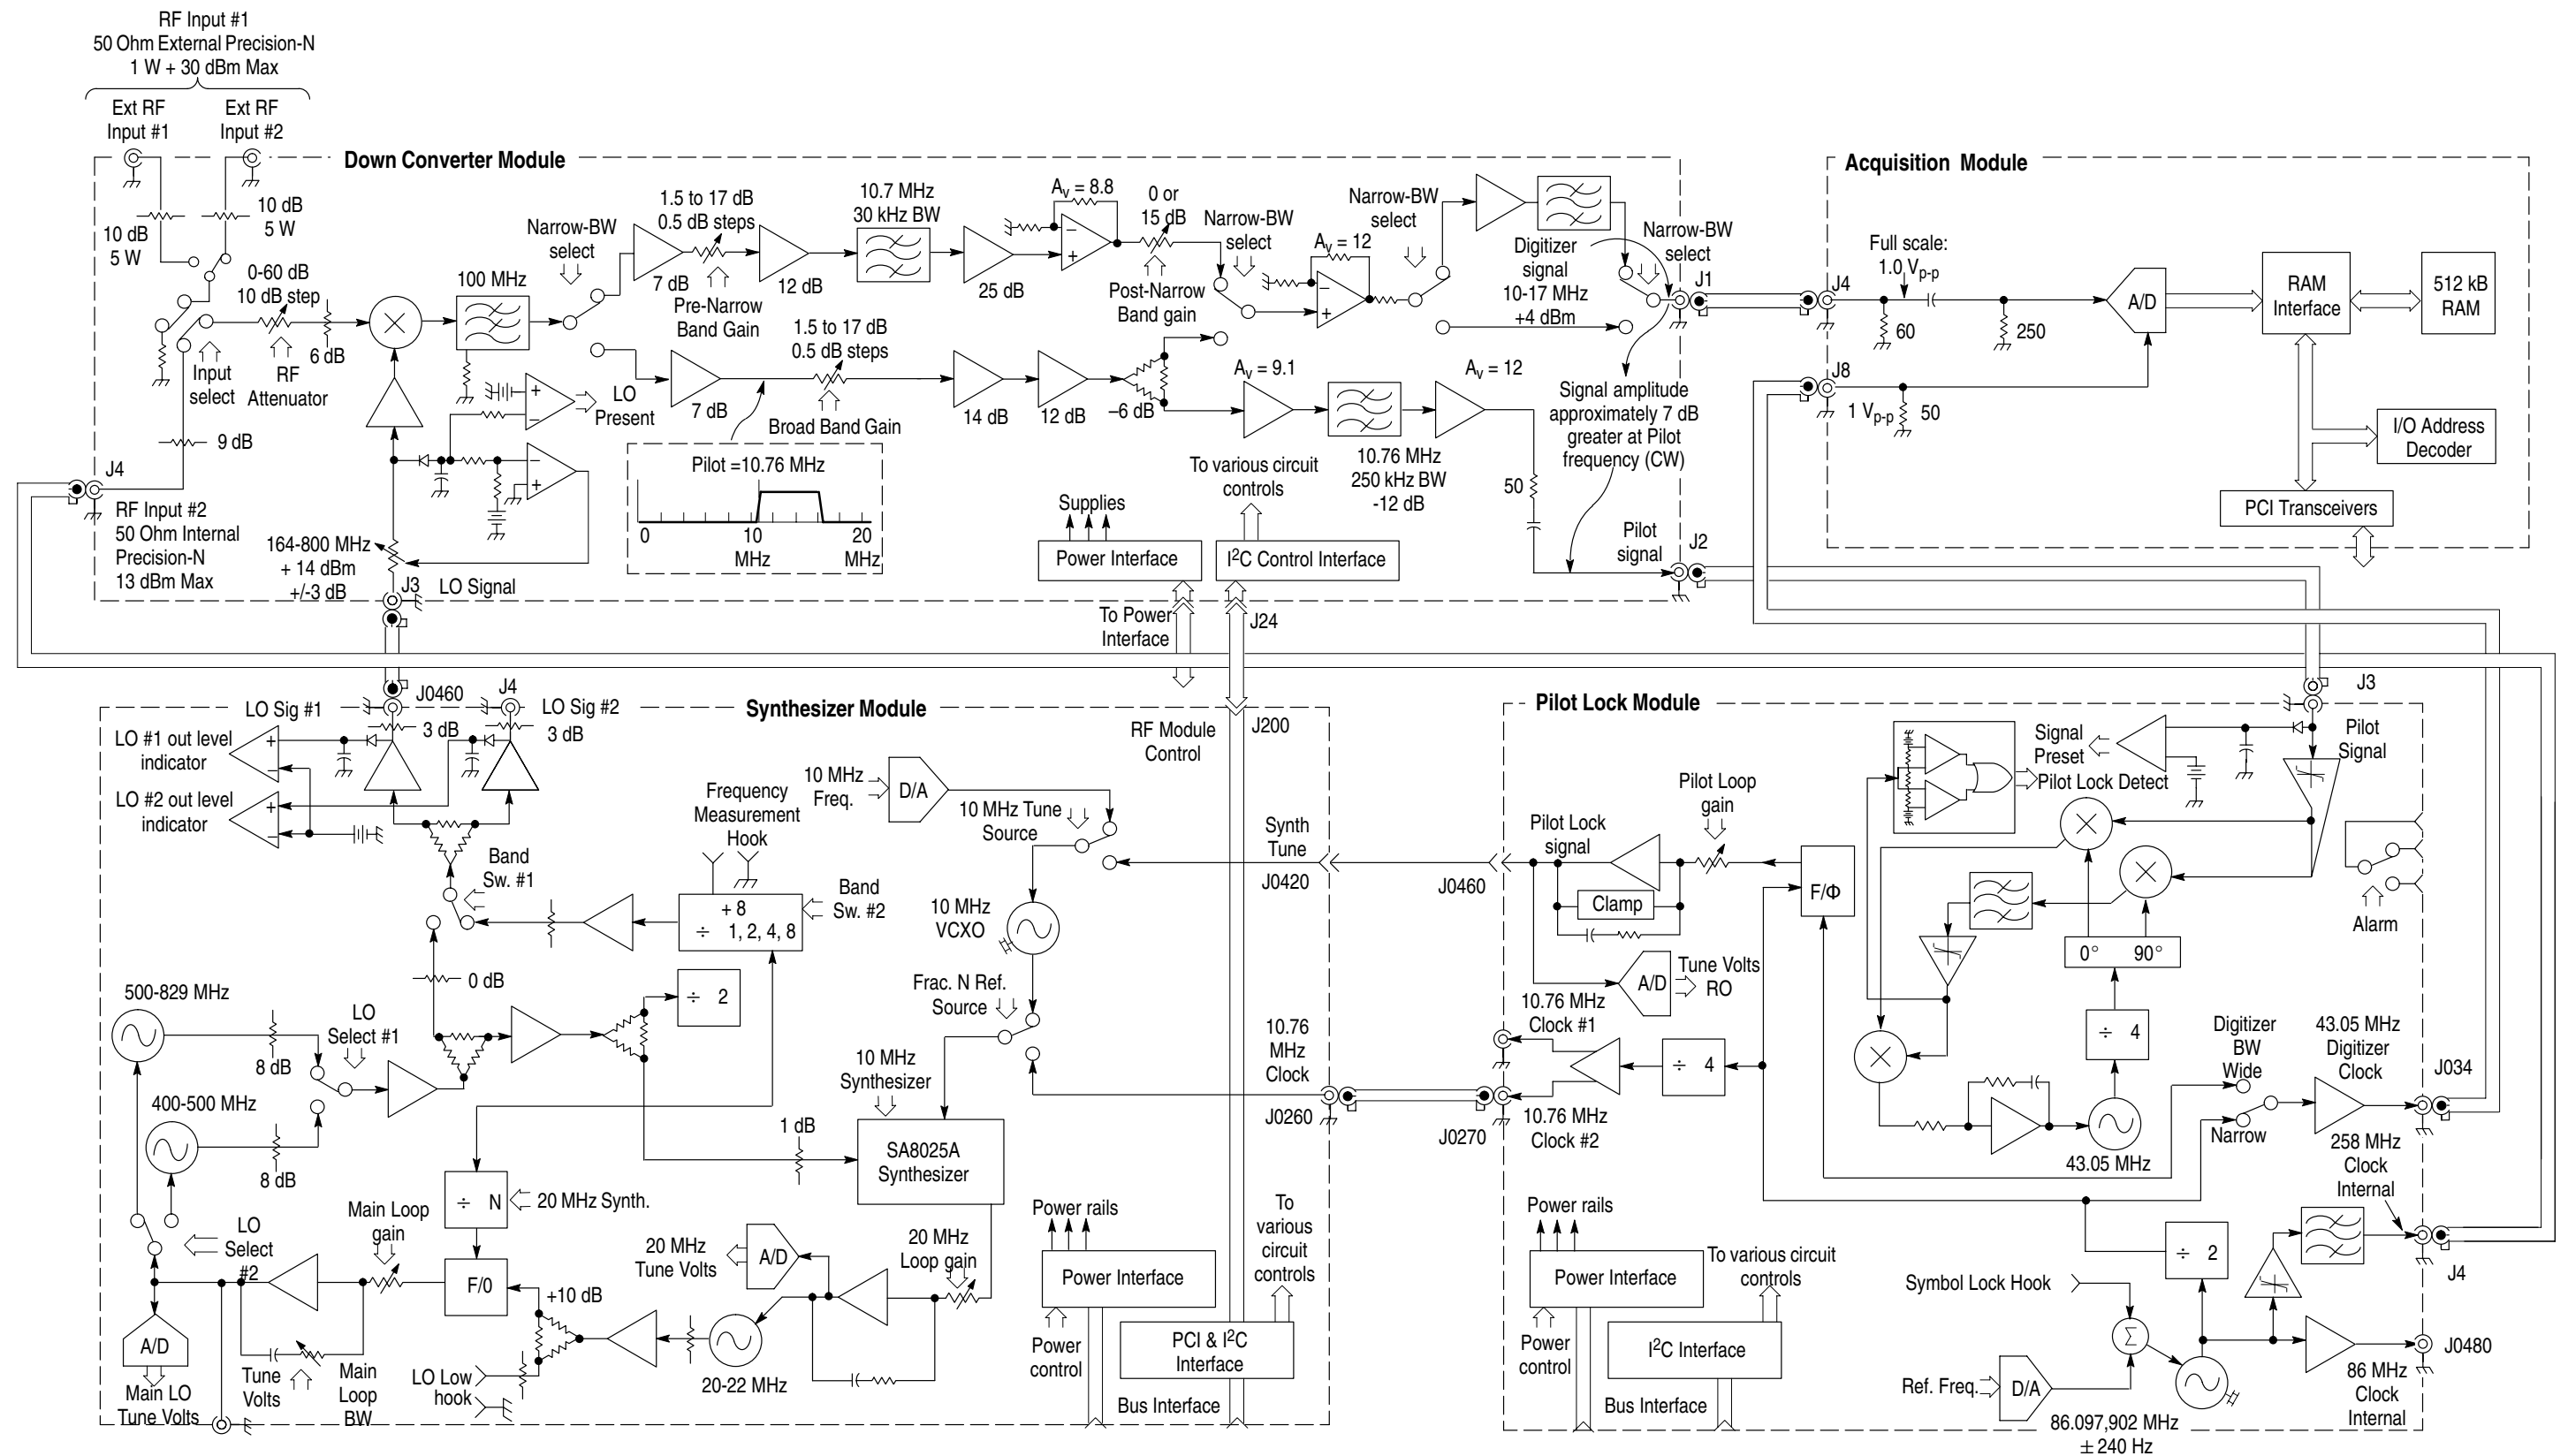 RF Input #1
50 Ohm External Precision-N
1 W + 30 dBm Max
Ext RF
Input #1
Ext RF
Input #2
Down Converter Module
10 dB
5 W
10 dB
5 W
0-60 dB
10 dB step
6 dB
Input
select
RF
Attenuator
9 dB
J4
RF Input #2
50 Ohm Internal
Precision-N
13 dBm Max
100 MHz
Narrow-BW
select
1.5 to 17 dB
0.5 dB steps
7 dB
Pre-Narrow
Band Gain
12 dB
10.7 MHz
30 kHz BW
25 dB
Av = 8.8
0 or
15 dB
Post-Narrow
Band gain
Narrow-BW
select
Av = 12
Narrow-BW
select
Digitizer
signal
10-17 MHz
+4 dBm
Narrow-BW
select
J1
LO
Present
7 dB
1.5 to 17 dB
0.5 dB steps
Broad Band Gain
14 dB
12 dB
–6 dB
Av = 9.1
10.76 MHz
250 kHz BW
-12 dB
Av = 12
50
Signal amplitude
approximately 7 dB
greater at Pilot
frequency (CW)
Pilot
signal
J2
Pilot =10.76 MHz
0
10
MHz
20
MHz
164-800 MHz
+ 14 dBm
+/-3 dB
J3
LO Signal
Supplies
Power Interface
To various circuit
controls
I2C Control Interface
To Power
Interface
J24
Acquisition Module
J4
Full scale:
1.0 Vp-p
60
250
A/D
RAM
Interface
512 kB
RAM
J8
1 Vp-p
50
I/O Address
Decoder
PCI Transceivers
Synthesizer Module
LO Sig #1
J0460
J4
LO Sig #2
3 dB
3 dB
LO #1 out level
indicator
LO #2 out level
indicator
Band
Sw. #1
Frequency
Measurement
Hook
+ 8
÷ 1, 2, 4, 8
Band
Sw. #2
10 MHz
Freq.
D/A
10 MHz Tune
Source
RF Module
Control
J200
Synth
Tune
J0420
10 MHz
VCXO
Frac. N Ref.
Source
10 MHz
Synthesizer
10.76
MHz
Clock
J0260
0 dB
÷ 2
500-829 MHz
8 dB
LO
Select #1
400-500 MHz
8 dB
1 dB
SA8025A
Synthesizer
÷ N
20 MHz Synth.
F/0
Main Loop
gain
LO
Select
#2
A/D
Main LO
Tune Volts
Tune
Volts
Main
Loop
BW
+10 dB
LO Low
hook
20-22 MHz
20 MHz
Tune Volts
A/D
20 MHz
Loop gain
Power rails
Power Interface
Power
control
To
various
circuit
controls
PCI & I2C
Interface
Bus Interface
Pilot Lock Module
J3
Pilot
Signal
Signal
Preset
Pilot Lock Detect
Pilot Loop
gain
Pilot Lock
signal
J0460
Clamp
F/Φ
A/D
Tune Volts
RO
10.76 MHz
Clock #1
÷ 4
10.76 MHz
Clock #2
J0270
0° 90°
÷ 4
43.05 MHz
Alarm
Digitizer
BW
Wide
Narrow
43.05 MHz
Digitizer
Clock
J034
258 MHz
Clock
Internal
J4
÷ 2
Symbol Lock Hook
Σ
Ref. Freq.
D/A
86.097,902 MHz
± 240 Hz
J0480
86 MHz
Clock
Internal
Power rails
Power Interface
Power
control
To various circuit
controls
I2C Interface
Bus Interface